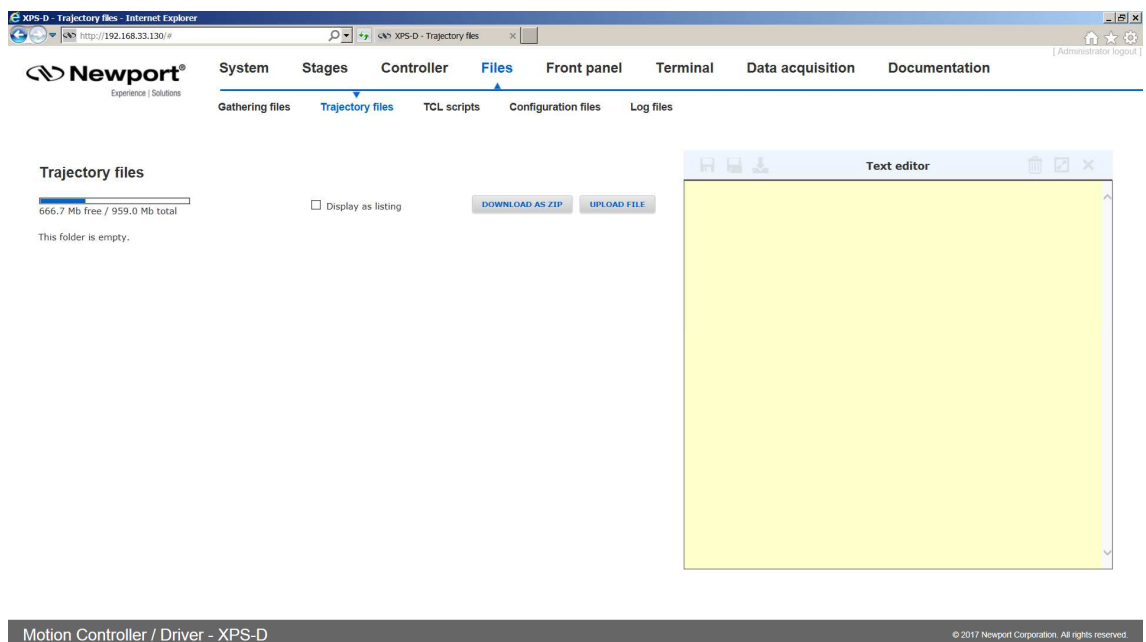 XPS-D - Trajectory files - Internet Explorer
http://192.168.33.130/#
XPS-D - Trajectory files
[ Administrator logout ]
Newport®
Experience | Solutions
System Stages Controller Files Front panel Terminal Data acquisition Documentation
Gathering files Trajectory files TCL scripts Configuration files Log files
Trajectory files
Text editor
666.7 Mb free / 959.0 Mb total
Display as listing
DOWNLOAD AS ZIP
UPLOAD FILE
This folder is empty.
Motion Controller / Driver - XPS-D
© 2017 Newport Corporation. All rights reserved.